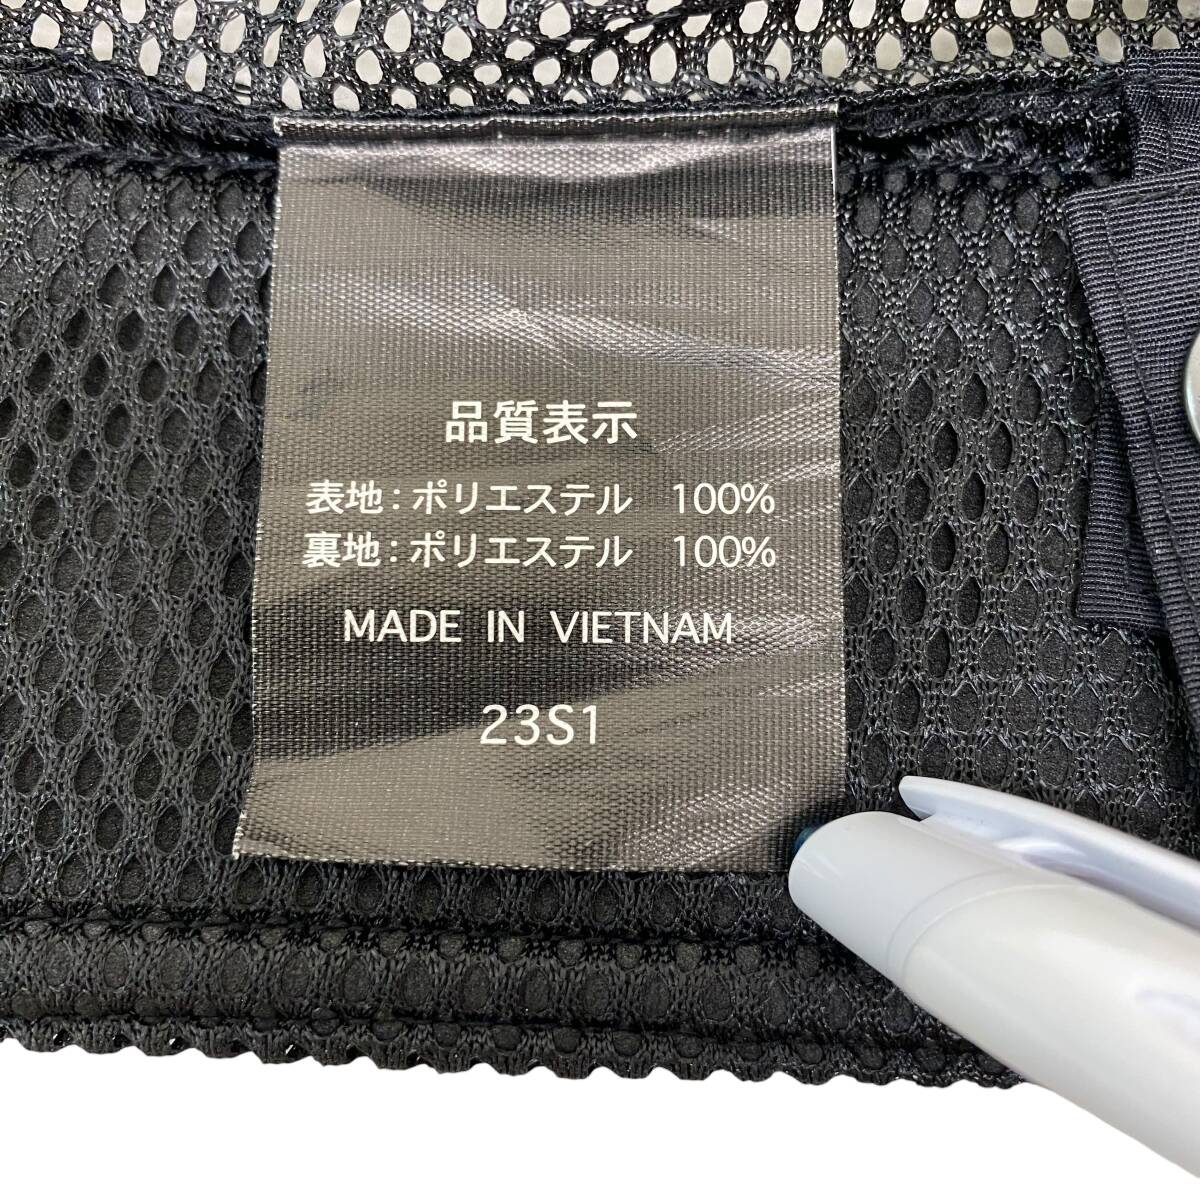 品質表示
表地:ポリエステル 100%
裏地:ポリエステル 100%
MADE IN VIETNAM
23S1